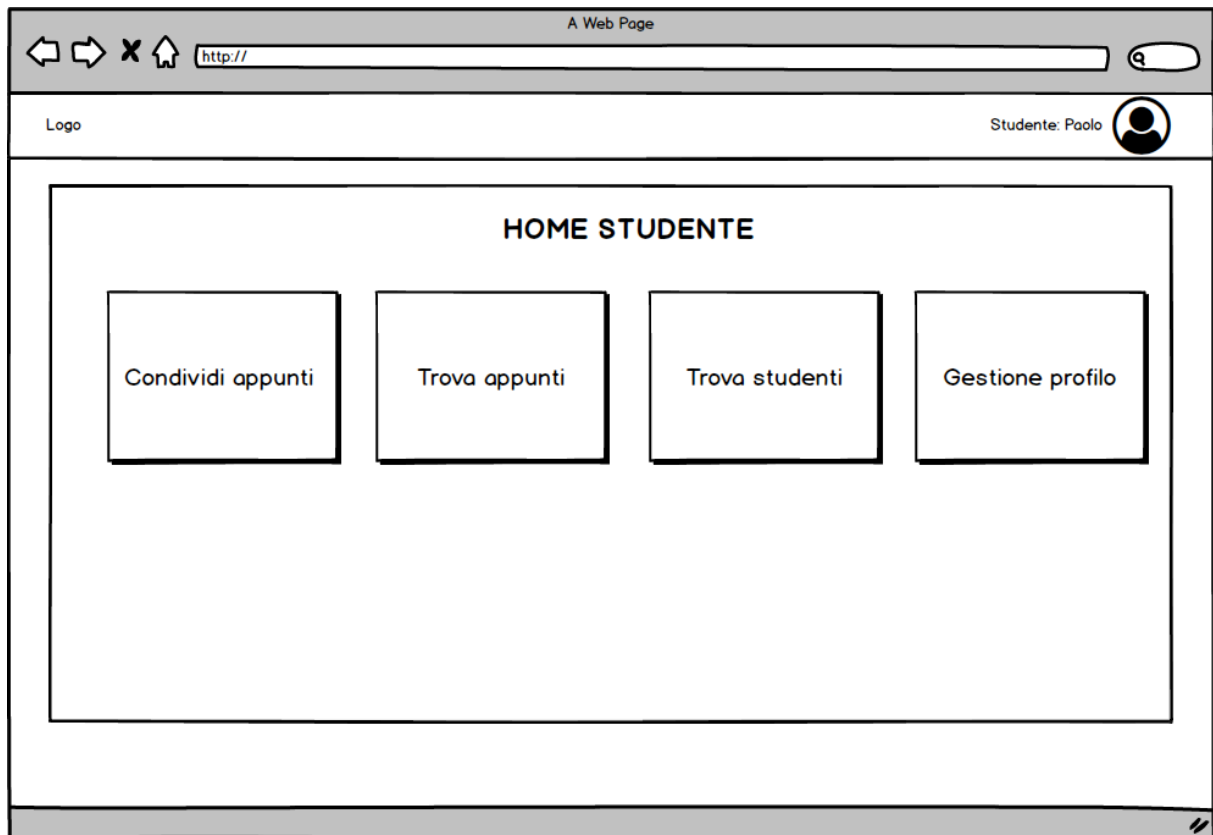 A Web Page
http://
Logo
Studente: Paolo
HOME STUDENTE
Condividi appunti
Trova appunti
Trova studenti
Gestione profilo